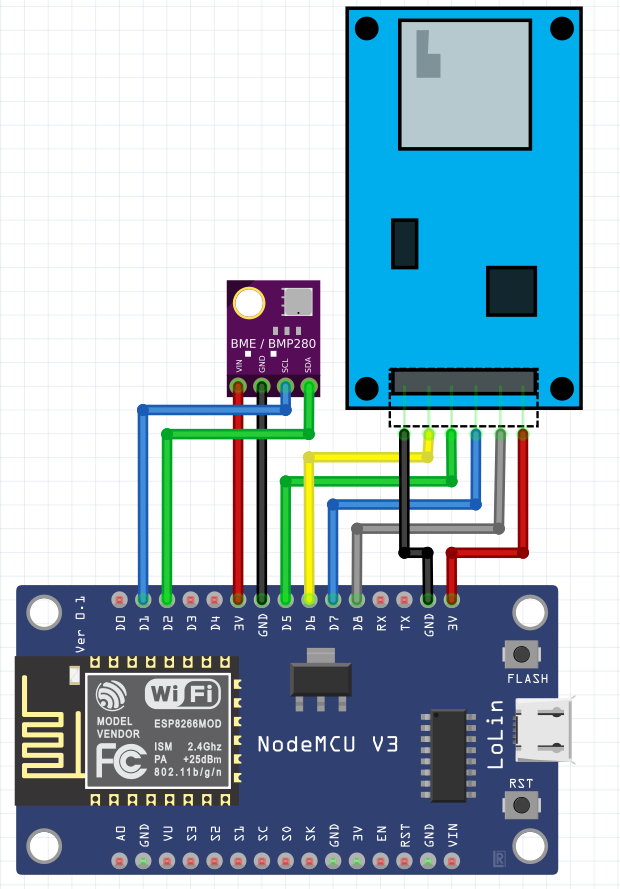 BME / BMP280
VIN
GND
SCL
SDA
Ver 0.1
D0
D1
D2
D3
D4
3V
GND
D5
D6
D7
D8
RX
TX
GND
3V
FLASH
WiFi
MODEL
VENDOR
ESP8266MOD
FC
ISM 2.4Ghz
PA +25dBm
802.11b/g/n
NodeMCU V3
LoLin
RST
A0
GND
VU
S3
S2
S1
SC
S0
SK
GND
3V
EN
RST
GND
VIN
R